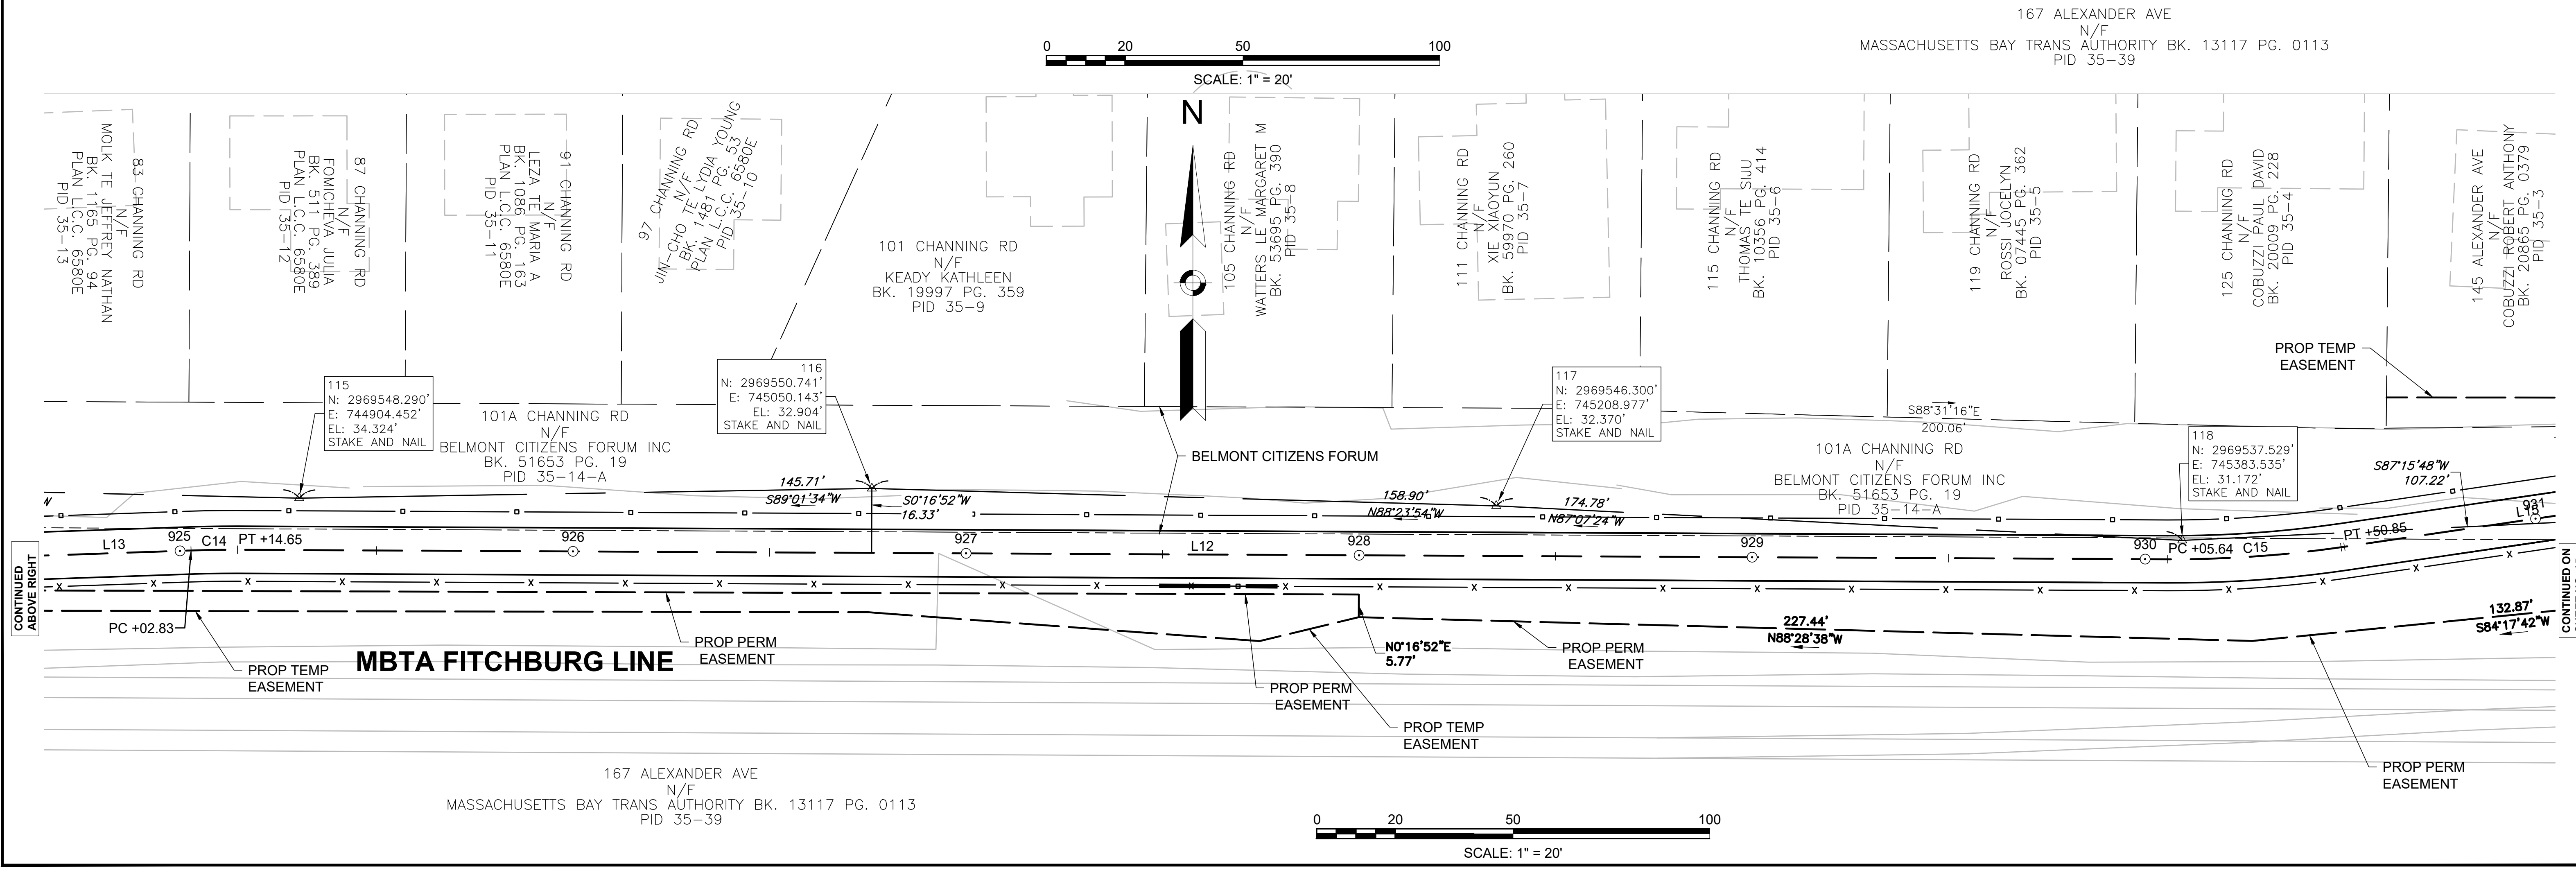 167 ALEXANDER AVE
N/F
MASSACHUSETTS BAY TRANS AUTHORITY BK. 13117 PG. 0113
PID 35-39
0 20 50 100
SCALE: 1" = 20'
N
83 CHANNING RD
N/F
MOLK TE JEFFREY NATHAN
BK. 1165 PG. 94
PLAN L.C.C. 6580E
PID 35-13
87 CHANNING RD
N/F
FOMICHEVA JULIA
BK. 511 PG. 389
PLAN L.C.C. 6580E
PID 35-12
91 CHANNING RD
N/F
LEZA TE MARIA A
BK. 1086 PG. 163
PLAN L.C.C. 6580E
PID 35-11
97 CHANNING RD
N/F
JIN-CHO TE LYDIA YOUNG
BK. 1481 PG. 53
PLAN L.C.C. 6580E
PID 35-10
101 CHANNING RD
N/F
KEADY KATHLEEN
BK. 19997 PG. 359
PID 35-9
105 CHANNING RD
N/F
WATTERS LE MARGARET M
BK. 53695 PG. 390
PID 35-8
111 CHANNING RD
N/F
XIE XIAOYUN
BK. 59970 PG. 260
PID 35-7
115 CHANNING RD
N/F
THOMAS TE SIJU
BK. 10356 PG. 414
PID 35-6
119 CHANNING RD
N/F
ROSSI JOCELYN
BK. 07445 PG. 362
PID 35-5
125 CHANNING RD
N/F
COBUZZI PAUL DAVID
BK. 20009 PG. 228
PID 35-4
145 ALEXANDER AVE
N/F
COBUZZI ROBERT ANTHONY
BK. 20865 PG. 0379
PID 35-3
PROP TEMP
EASEMENT
115
N: 2969548.290'
E: 744904.452'
EL: 34.324'
STAKE AND NAIL
116
N: 2969550.741'
E: 745050.143'
EL: 32.904'
STAKE AND NAIL
117
N: 2969546.300'
E: 745208.977'
EL: 32.370'
STAKE AND NAIL
118
N: 2969537.529'
E: 745383.535'
EL: 31.172'
STAKE AND NAIL
101A CHANNING RD
N/F
BELMONT CITIZENS FORUM INC
BK. 51653 PG. 19
PID 35-14-A
BELMONT CITIZENS FORUM
S88°31'16"E
200.06'
101A CHANNING RD
N/F
BELMONT CITIZENS FORUM INC
BK. 51653 PG. 19
PID 35-14-A
W
145.71'
S89°01'34"W
S0°16'52"W
16.33'
158.90'
N88°23'54"W
174.78'
N87°07'24"W
S87°15'48"W
107.22'
L13
925
C14
PT +14.65
926
927
L12
928
929
930
PC +05.64
C15
PT +50.85
931
CONTINUED
ABOVE RIGHT
CONTINUED ON
PC +02.83
PROP TEMP
EASEMENT
MBTA FITCHBURG LINE
PROP PERM
EASEMENT
PROP PERM
EASEMENT
N0°16'52"E
5.77'
PROP TEMP
EASEMENT
PROP PERM
EASEMENT
227.44'
N88°28'38"W
132.87'
S84°17'42"W
PROP PERM
EASEMENT
167 ALEXANDER AVE
N/F
MASSACHUSETTS BAY TRANS AUTHORITY BK. 13117 PG. 0113
PID 35-39
0 20 50 100
SCALE: 1" = 20'